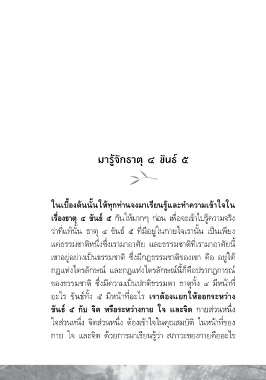 มารู้จักธาตุ ๔ ขันธ์ ๕
ในเบื้องต้นนั้นให้ทุกท่านจงมาเรียนรู้และทำความเข้าใจใน
เรื่องธาตุ ๔ ขันธ์ ๕ กันให้มากๆ ก่อน เพื่อจะเข้าไปรู้ความจริง
ว่าที่แท้นั้น ธาตุ ๔ ขันธ์ ๕ ที่มีอยู่ในกายใจเรานั้น เป็นเพียง
แค่ธรรมชาติหนึ่งซึ่งเรามาอาศัย และธรรมชาติที่เรามาอาศัยนี้
เขาอยู่อย่างเป็นธรรมชาติ ซึ่งมีกฎธรรมชาติของเขา คือ อยู่ใต้
กฎแห่งไตรลักษณ์ และกฎแห่งไตรลักษณ์นี้ก็คือปรากฏการณ์
ของธรรมชาติ ซึ่งมีความเป็นปกติธรรมดา ธาตุทั้ง ๔ มีหน้าที่
อะไร ขันธ์ทั้ง ๕ มีหน้าที่อะไร เราต้องแยกให้ออกระหว่าง
ขันธ์ ๕ กับ จิต หรือระหว่างกาย ใจ และจิต กายส่วนหนึ่ง
ใจส่วนหนึ่ง จิตส่วนหนึ่ง ต้องเข้าใจในคุณสมบัติ ในหน้าที่ของ
กาย ใจ และจิต ด้วยการมาเรียนรู้ว่า สภาวะของกายคืออะไร